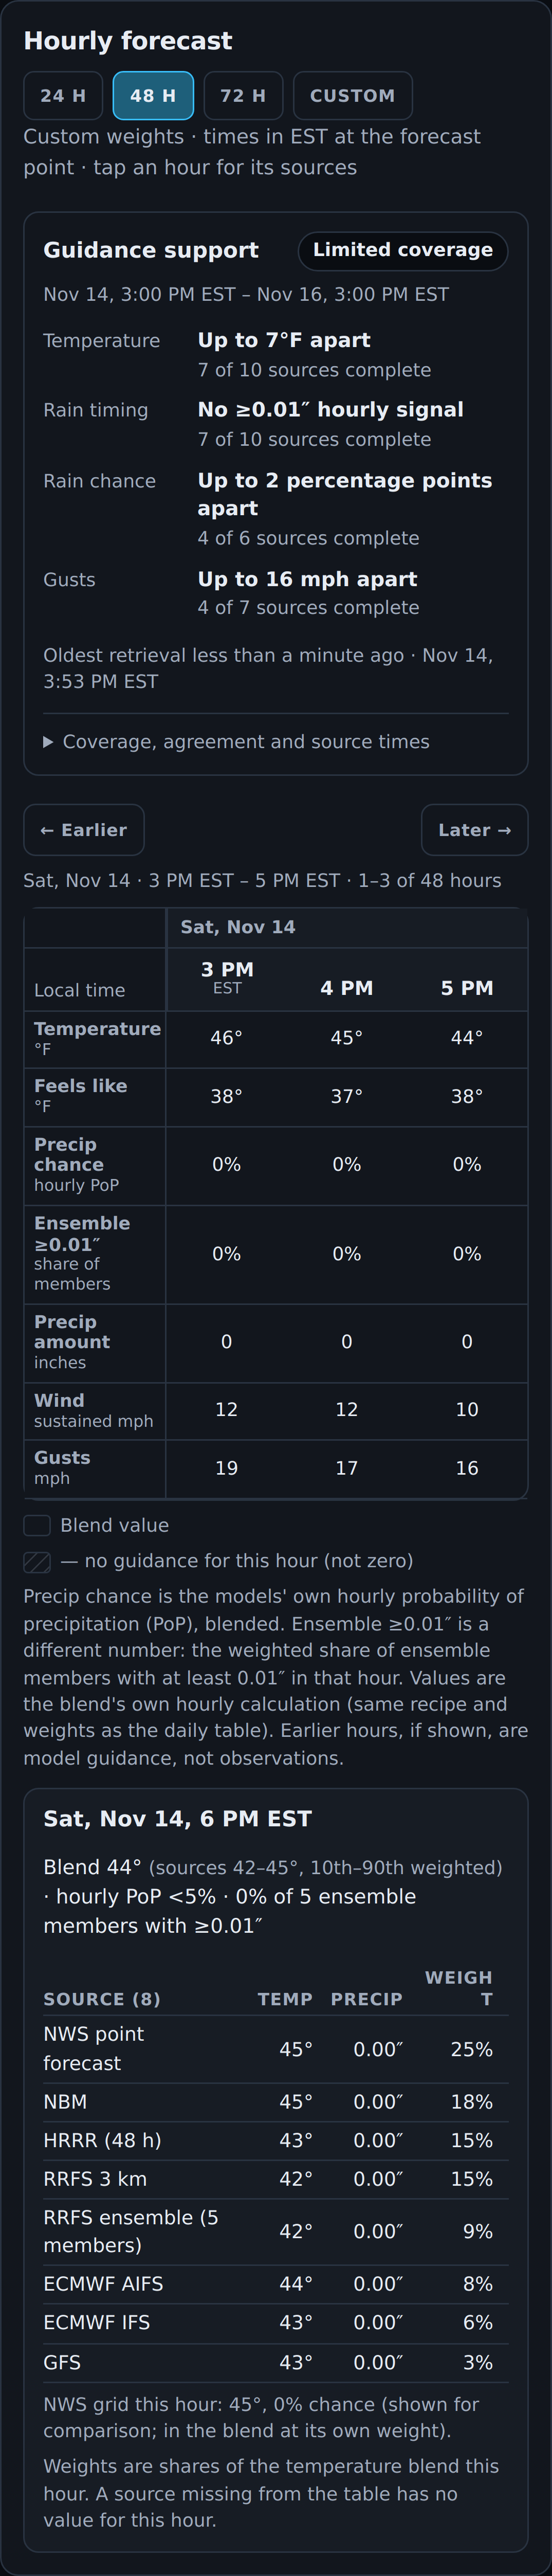 Hourly forecast
24 H 48 H 72 H CUSTOM
Custom weights · times in EST at the forecast
point · tap an hour for its sources
Guidance support Limited coverage
Nov 14, 3:00 PM EST – Nov 16, 3:00 PM EST
Temperature Up to 7°F apart
7 of 10 sources complete
Rain timing No ≥0.01″ hourly signal
7 of 10 sources complete
Rain chance Up to 2 percentage points
apart
4 of 6 sources complete
Gusts Up to 16 mph apart
4 of 7 sources complete
Oldest retrieval less than a minute ago · Nov 14,
3:53 PM EST
▶ Coverage, agreement and source times
← Earlier Later →
Sat, Nov 14 · 3 PM EST – 5 PM EST · 1–3 of 48 hours
Sat, Nov 14
Local time 3 PM EST 4 PM 5 PM
Temperature °F 46° 45° 44°
Feels like °F 38° 37° 38°
Precip chance hourly PoP 0% 0% 0%
Ensemble ≥0.01″ share of members 0% 0% 0%
Precip amount inches 0 0 0
Wind sustained mph 12 12 10
Gusts mph 19 17 16
Blend value
— no guidance for this hour (not zero)
Precip chance is the models' own hourly probability of
precipitation (PoP), blended. Ensemble ≥0.01″ is a
different number: the weighted share of ensemble
members with at least 0.01″ in that hour. Values are
the blend's own hourly calculation (same recipe and
weights as the daily table). Earlier hours, if shown, are
model guidance, not observations.
Sat, Nov 14, 6 PM EST
Blend 44° (sources 42–45°, 10th–90th weighted)
· hourly PoP <5% · 0% of 5 ensemble
members with ≥0.01″
SOURCE (8) TEMP PRECIP WEIGHT
NWS point forecast 45° 0.00″ 25%
NBM 45° 0.00″ 18%
HRRR (48 h) 43° 0.00″ 15%
RRFS 3 km 42° 0.00″ 15%
RRFS ensemble (5 members) 42° 0.00″ 9%
ECMWF AIFS 44° 0.00″ 8%
ECMWF IFS 43° 0.00″ 6%
GFS 43° 0.00″ 3%
NWS grid this hour: 45°, 0% chance (shown for
comparison; in the blend at its own weight).
Weights are shares of the temperature blend this
hour. A source missing from the table has no
value for this hour.